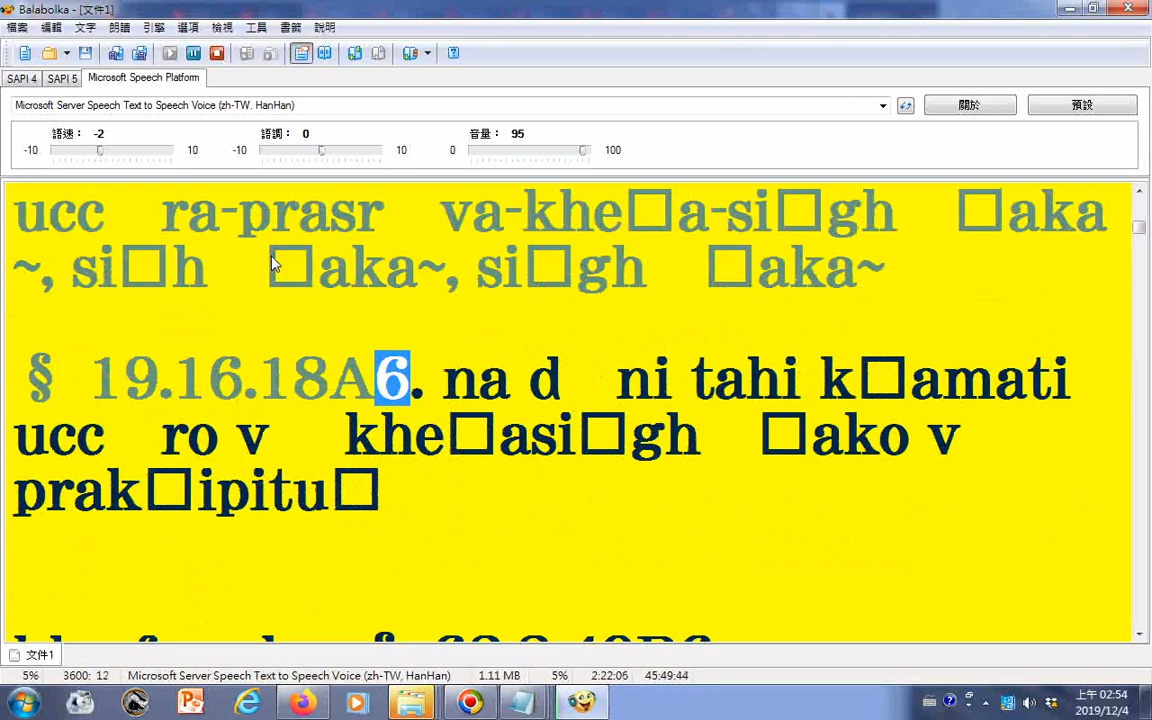 Balabolka - [文件1]
檔案 編輯 文字 朗讀 引擎 選項 檢視 工具 書籤 說明
SAPI 4 SAPI 5 Microsoft Speech Platform
Microsoft Server Speech Text to Speech Voice (zh-TW, HanHan) 關於 預設
語速： -2 語調： 0 音量： 95
-10 10 -10 10 0 100
ucc ra-prasr va-khe□a-si□gh □aka
~, si□h □aka~, si□gh □aka~
§ 19.16.18A6. na d ni tahi k□amati
ucc ro v khe□asi□gh □ako v
prak□ipitu□
文件1
5% 3600: 12 Microsoft Server Speech Text to Speech Voice (zh-TW, HanHan) 1.11 MB 5% 2:22:06 45:49:44
上午 02:54
2019/12/4